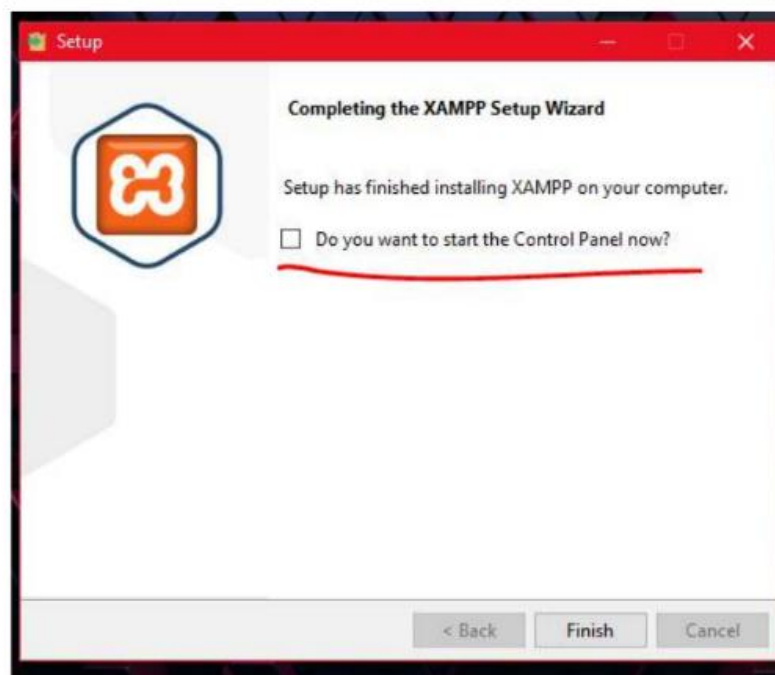 Setup
Completing the XAMPP Setup Wizard
Setup has finished installing XAMPP on your computer.
Do you want to start the Control Panel now?
< Back
Finish
Cancel